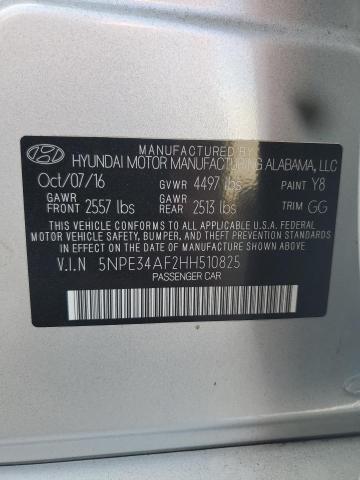 MANUFACTURED BY
HYUNDAI MOTOR MANUFACTURING ALABAMA, LLC
Oct/07/16 GVWR 4497 lbs PAINT Y8
GAWR FRONT 2557 lbs GAWR REAR 2513 lbs TRIM GG
THIS VEHICLE CONFORMS TO ALL APPLICABLE U.S.A. FEDERAL
MOTOR VEHICLE SAFETY, BUMPER, AND THEFT PREVENTION STANDARDS
IN EFFECT ON THE DATE OF MANUFACTURE SHOWN ABOVE.
V.I.N 5NPE34AF2HH510825
PASSENGER CAR